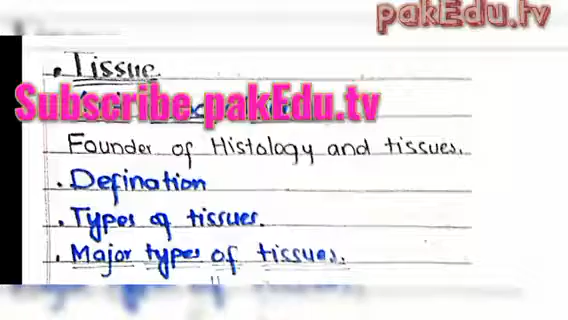 pakEdu.tv
. Tissue
Subscribe pakEdu.tv
Founder of Histology and tissues.
. Defination
. Types of tissues.
. Major types of tissues.